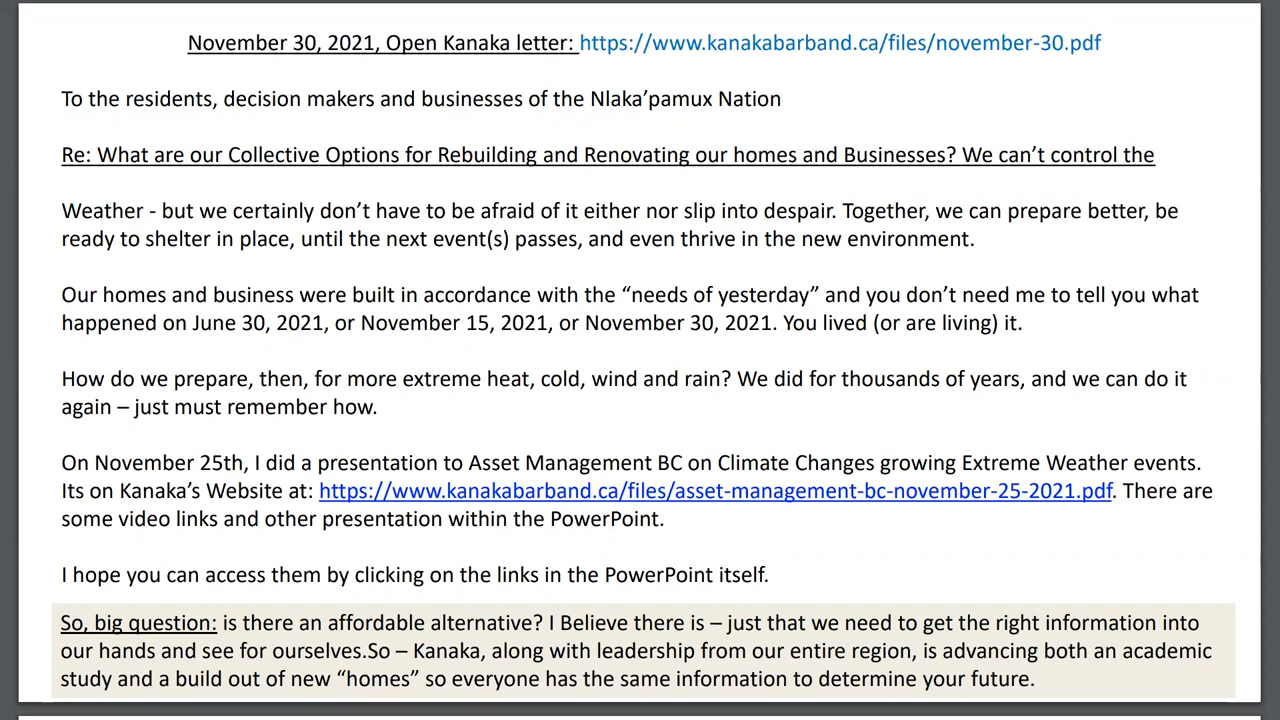 November 30, 2021, Open Kanaka letter: https://www.kanakabarband.ca/files/november-30.pdf
To the residents, decision makers and businesses of the Nlaka’pamux Nation
Re: What are our Collective Options for Rebuilding and Renovating our homes and Businesses? We can’t control the
Weather - but we certainly don’t have to be afraid of it either nor slip into despair. Together, we can prepare better, be
ready to shelter in place, until the next event(s) passes, and even thrive in the new environment.
Our homes and business were built in accordance with the “needs of yesterday” and you don’t need me to tell you what
happened on June 30, 2021, or November 15, 2021, or November 30, 2021. You lived (or are living) it.
How do we prepare, then, for more extreme heat, cold, wind and rain? We did for thousands of years, and we can do it
again – just must remember how.
On November 25th, I did a presentation to Asset Management BC on Climate Changes growing Extreme Weather events.
Its on Kanaka’s Website at: https://www.kanakabarband.ca/files/asset-management-bc-november-25-2021.pdf. There are
some video links and other presentation within the PowerPoint.
I hope you can access them by clicking on the links in the PowerPoint itself.
So, big question: is there an affordable alternative? I Believe there is – just that we need to get the right information into
our hands and see for ourselves.So – Kanaka, along with leadership from our entire region, is advancing both an academic
study and a build out of new “homes” so everyone has the same information to determine your future.